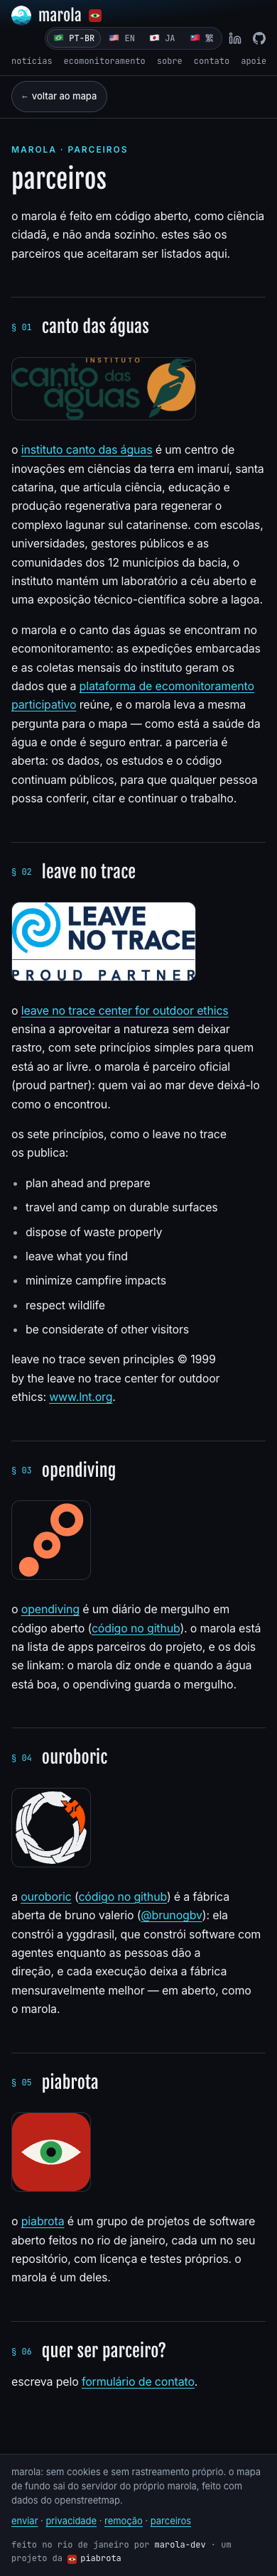 marola
PT-BR EN JA 繁
notícias ecomonitoramento sobre contato apoie
← voltar ao mapa
MAROLA · PARCEIROS
parceiros
o marola é feito em código aberto, como ciência
cidadã, e não anda sozinho. estes são os
parceiros que aceitaram ser listados aqui.
§ 01 canto das águas
INSTITUTO
canto das
águas
o instituto canto das águas é um centro de
inovações em ciências da terra em imaruí, santa
catarina, que articula ciência, educação e
produção regenerativa para regenerar o
complexo lagunar sul catarinense. com escolas,
universidades, gestores públicos e as
comunidades dos 12 municípios da bacia, o
instituto mantém um laboratório a céu aberto e
uma exposição técnico-científica sobre a lagoa.
o marola e o canto das águas se encontram no
ecomonitoramento: as expedições embarcadas
e as coletas mensais do instituto geram os
dados que a plataforma de ecomonitoramento
participativo reúne, e o marola leva a mesma
pergunta para o mapa — como está a saúde da
água e onde é seguro entrar. a parceria é
aberta: os dados, os estudos e o código
continuam públicos, para que qualquer pessoa
possa conferir, citar e continuar o trabalho.
§ 02 leave no trace
LEAVE
NO TRACE
PROUD PARTNER
o leave no trace center for outdoor ethics
ensina a aproveitar a natureza sem deixar
rastro, com sete princípios simples para quem
está ao ar livre. o marola é parceiro oficial
(proud partner): quem vai ao mar deve deixá-lo
como o encontrou.
os sete princípios, como o leave no trace
os publica:
• plan ahead and prepare
• travel and camp on durable surfaces
• dispose of waste properly
• leave what you find
• minimize campfire impacts
• respect wildlife
• be considerate of other visitors
leave no trace seven principles © 1999
by the leave no trace center for outdoor
ethics: www.lnt.org.
§ 03 opendiving
o opendiving é um diário de mergulho em
código aberto (código no github). o marola está
na lista de apps parceiros do projeto, e os dois
se linkam: o marola diz onde e quando a água
está boa, o opendiving guarda o mergulho.
§ 04 ouroboric
a ouroboric (código no github) é a fábrica
aberta de bruno valerio (@brunogbv): ela
constrói a yggdrasil, que constrói software com
agentes enquanto as pessoas dão a
direção, e cada execução deixa a fábrica
mensuravelmente melhor — em aberto, como
o marola.
§ 05 piabrota
o piabrota é um grupo de projetos de software
aberto feitos no rio de janeiro, cada um no seu
repositório, com licença e testes próprios. o
marola é um deles.
§ 06 quer ser parceiro?
escreva pelo formulário de contato.
marola: sem cookies e sem rastreamento próprio. o mapa
de fundo sai do servidor do próprio marola, feito com
dados do openstreetmap.
enviar · privacidade · remoção · parceiros
feito no rio de janeiro por marola-dev · um
projeto da piabrota